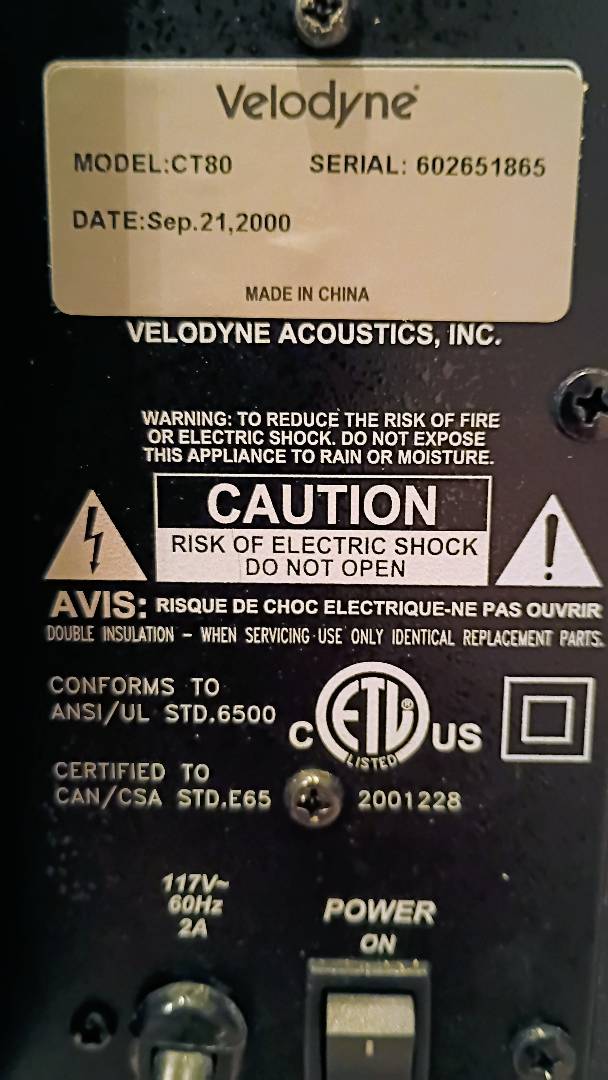 Velodyne
MODEL:CT80 SERIAL: 602651865
DATE:Sep.21,2000
MADE IN CHINA
VELODYNE ACOUSTICS, INC.
WARNING: TO REDUCE THE RISK OF FIRE
OR ELECTRIC SHOCK. DO NOT EXPOSE
THIS APPLIANCE TO RAIN OR MOISTURE.
CAUTION
RISK OF ELECTRIC SHOCK
DO NOT OPEN
AVIS: RISQUE DE CHOC ELECTRIQUE-NE PAS OUVRIR
DOUBLE INSULATION – WHEN SERVICING USE ONLY IDENTICAL REPLACEMENT PARTS.
CONFORMS TO
ANSI/UL STD.6500
C ETL® US
LISTED
CERTIFIED TO
CAN/CSA STD.E65 2001228
117V~
60Hz
2A
POWER
ON